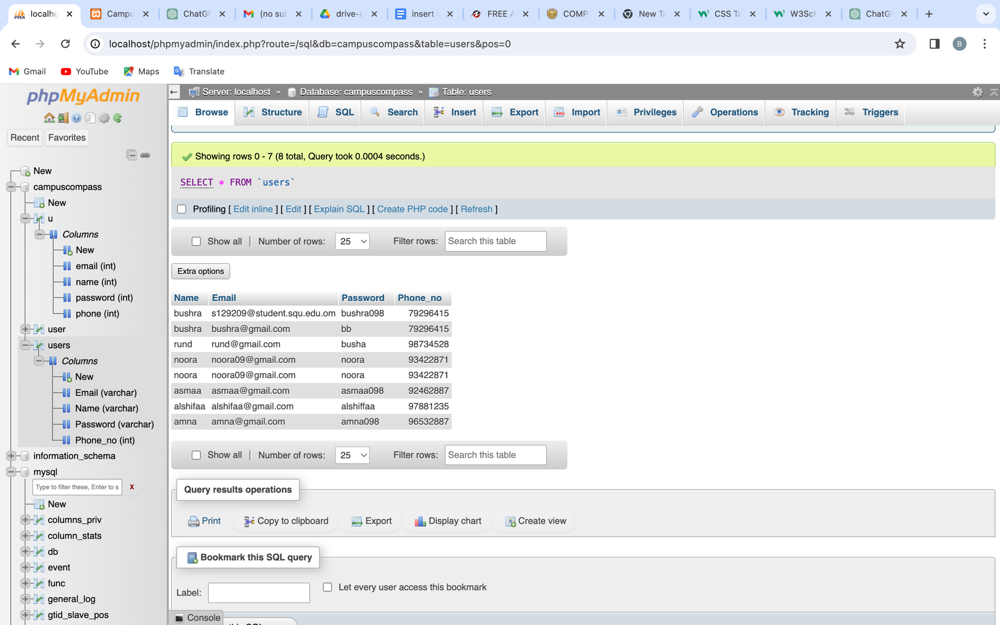 localho
Campu
ChatGP
(no sub
drive-c
insert r
FREE A
COMP
New Ta
CSS Ta
W3Sch
ChatGP
localhost/phpmyadmin/index.php?route=/sql&db=campuscompass&table=users&pos=0
B
Gmail YouTube Maps Translate
phpMyAdmin
Recent Favorites
New
campuscompass
New
u
Columns
New
email (int)
name (int)
password (int)
phone (int)
user
users
Columns
New
Email (varchar)
Name (varchar)
Password (varchar)
Phone_no (int)
information_schema
mysql
Type to filter these, Enter to s X
New
columns_priv
column_stats
db
event
func
general_log
gtid_slave_pos
Server: localhost » Database: campuscompass » Table: users
Browse Structure SQL Search Insert Export Import Privileges Operations Tracking Triggers
Showing rows 0 - 7 (8 total, Query took 0.0004 seconds.)
SELECT * FROM `users`
Profiling [ Edit inline ] [ Edit ] [ Explain SQL ] [ Create PHP code ] [ Refresh ]
Show all | Number of rows: 25 Filter rows: Search this table
Extra options
Name Email Password Phone_no
bushra s129209@student.squ.edu.om bushra098 79296415
bushra bushra@gmail.com bb 79296415
rund rund@gmail.com busha 98734528
noora noora09@gmail.com noora 93422871
noora noora09@gmail.com noora 93422871
asmaa asmaa@gmail.com asmaa098 92462887
alshifaa alshifaa@gmail.com alshiffaa 97881235
amna amna@gmail.com amna098 96532887
Show all | Number of rows: 25 Filter rows: Search this table
Query results operations
Print Copy to clipboard Export Display chart Create view
Bookmark this SQL query
Label: Let every user access this bookmark
Console